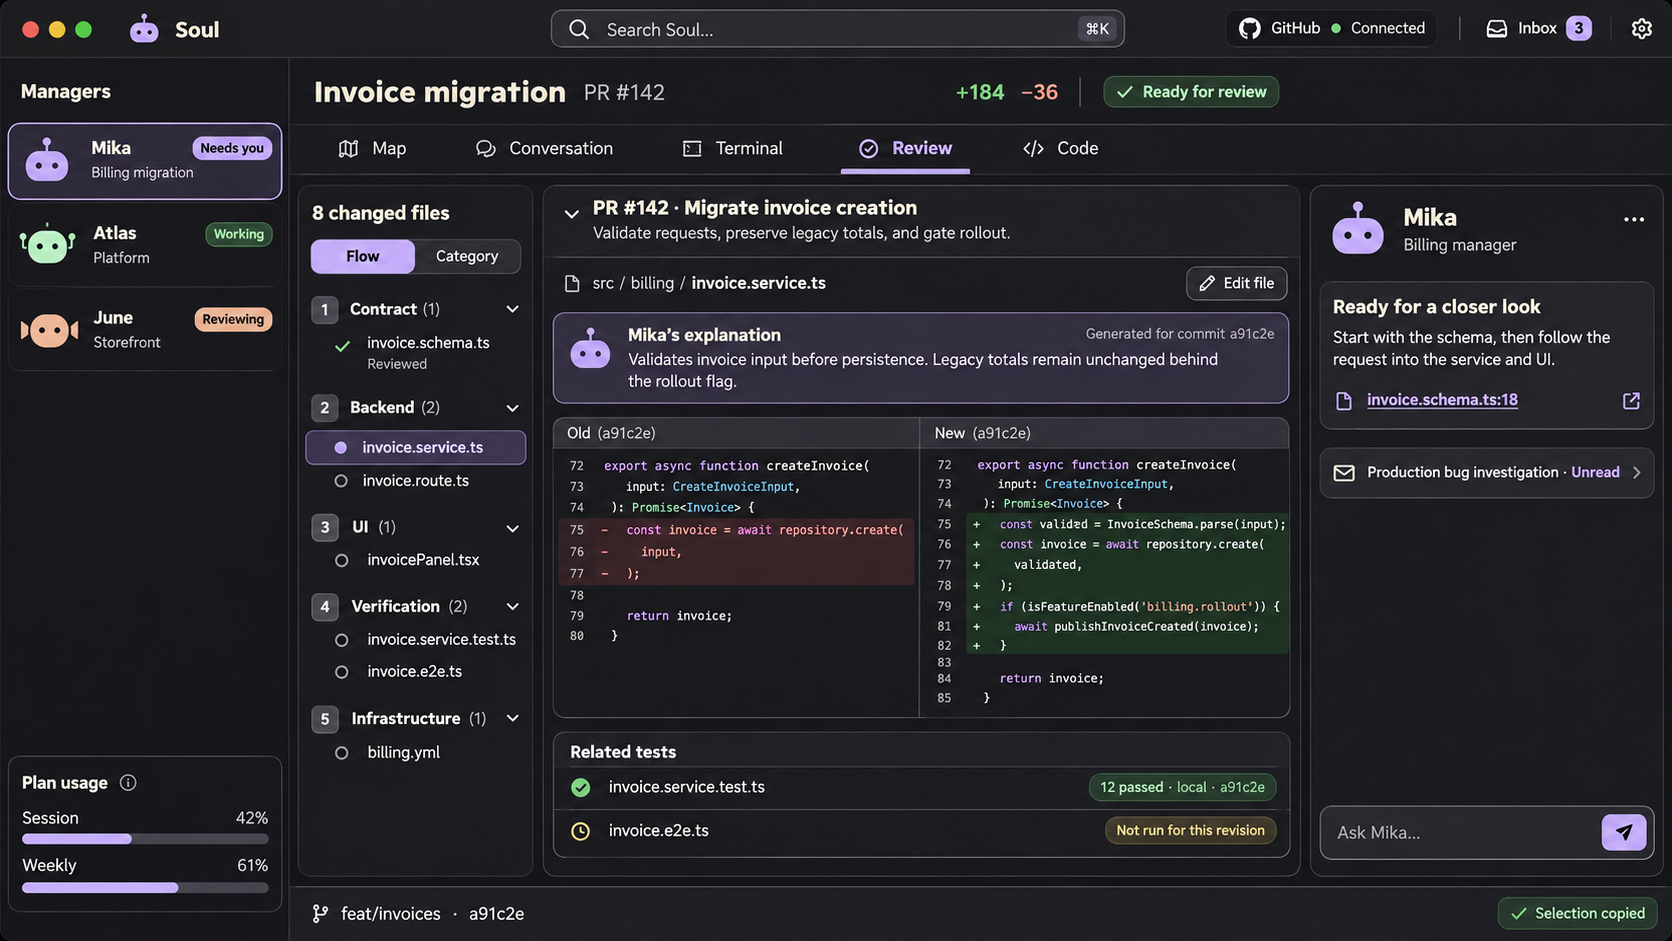 Soul
Search Soul...
⌘K
GitHub
Connected
Inbox
3
Managers
Mika
Needs you
Billing migration
Atlas
Working
Platform
June
Reviewing
Storefront
Plan usage
Session
42%
Weekly
61%
Invoice migration
PR #142
+184
−36
Ready for review
Map
Conversation
Terminal
Review
Code
8 changed files
Flow
Category
1 Contract (1)
invoice.schema.ts
Reviewed
2 Backend (2)
invoice.service.ts
invoice.route.ts
3 UI (1)
invoicePanel.tsx
4 Verification (2)
invoice.service.test.ts
invoice.e2e.ts
5 Infrastructure (1)
billing.yml
PR #142 · Migrate invoice creation
Validate requests, preserve legacy totals, and gate rollout.
src / billing / invoice.service.ts
Edit file
Mika's explanation
Generated for commit a91c2e
Validates invoice input before persistence. Legacy totals remain unchanged behind
the rollout flag.
Old (a91c2e)
72 export async function createInvoice(
73 input: CreateInvoiceInput,
74 ): Promise<Invoice> {
75 - const invoice = await repository.create(
76 - input,
77 - );
78
79 return invoice;
80 }
New (a91c2e)
72 export async function createInvoice(
73 input: CreateInvoiceInput,
74 ): Promise<Invoice> {
75 + const = InvoiceSchema.parse(input);
76 + const invoice = await repository.create(
77 + validated,
78 + );
79 + if (isFeatureEnabled('billing.rollout')) {
81 + await publishInvoiceCreated(invoice);
82 + }
83
84 return invoice;
85 }
Related tests
invoice.service.test.ts
12 passed · local · a91c2e
invoice.e2e.ts
Not run for this revision
Mika
Billing manager
Ready for a closer look
Start with the schema, then follow the
request into the service and UI.
invoice.schema.ts:18
Production bug investigation · Unread
Ask Mika...
feat/invoices · a91c2e
Selection copied